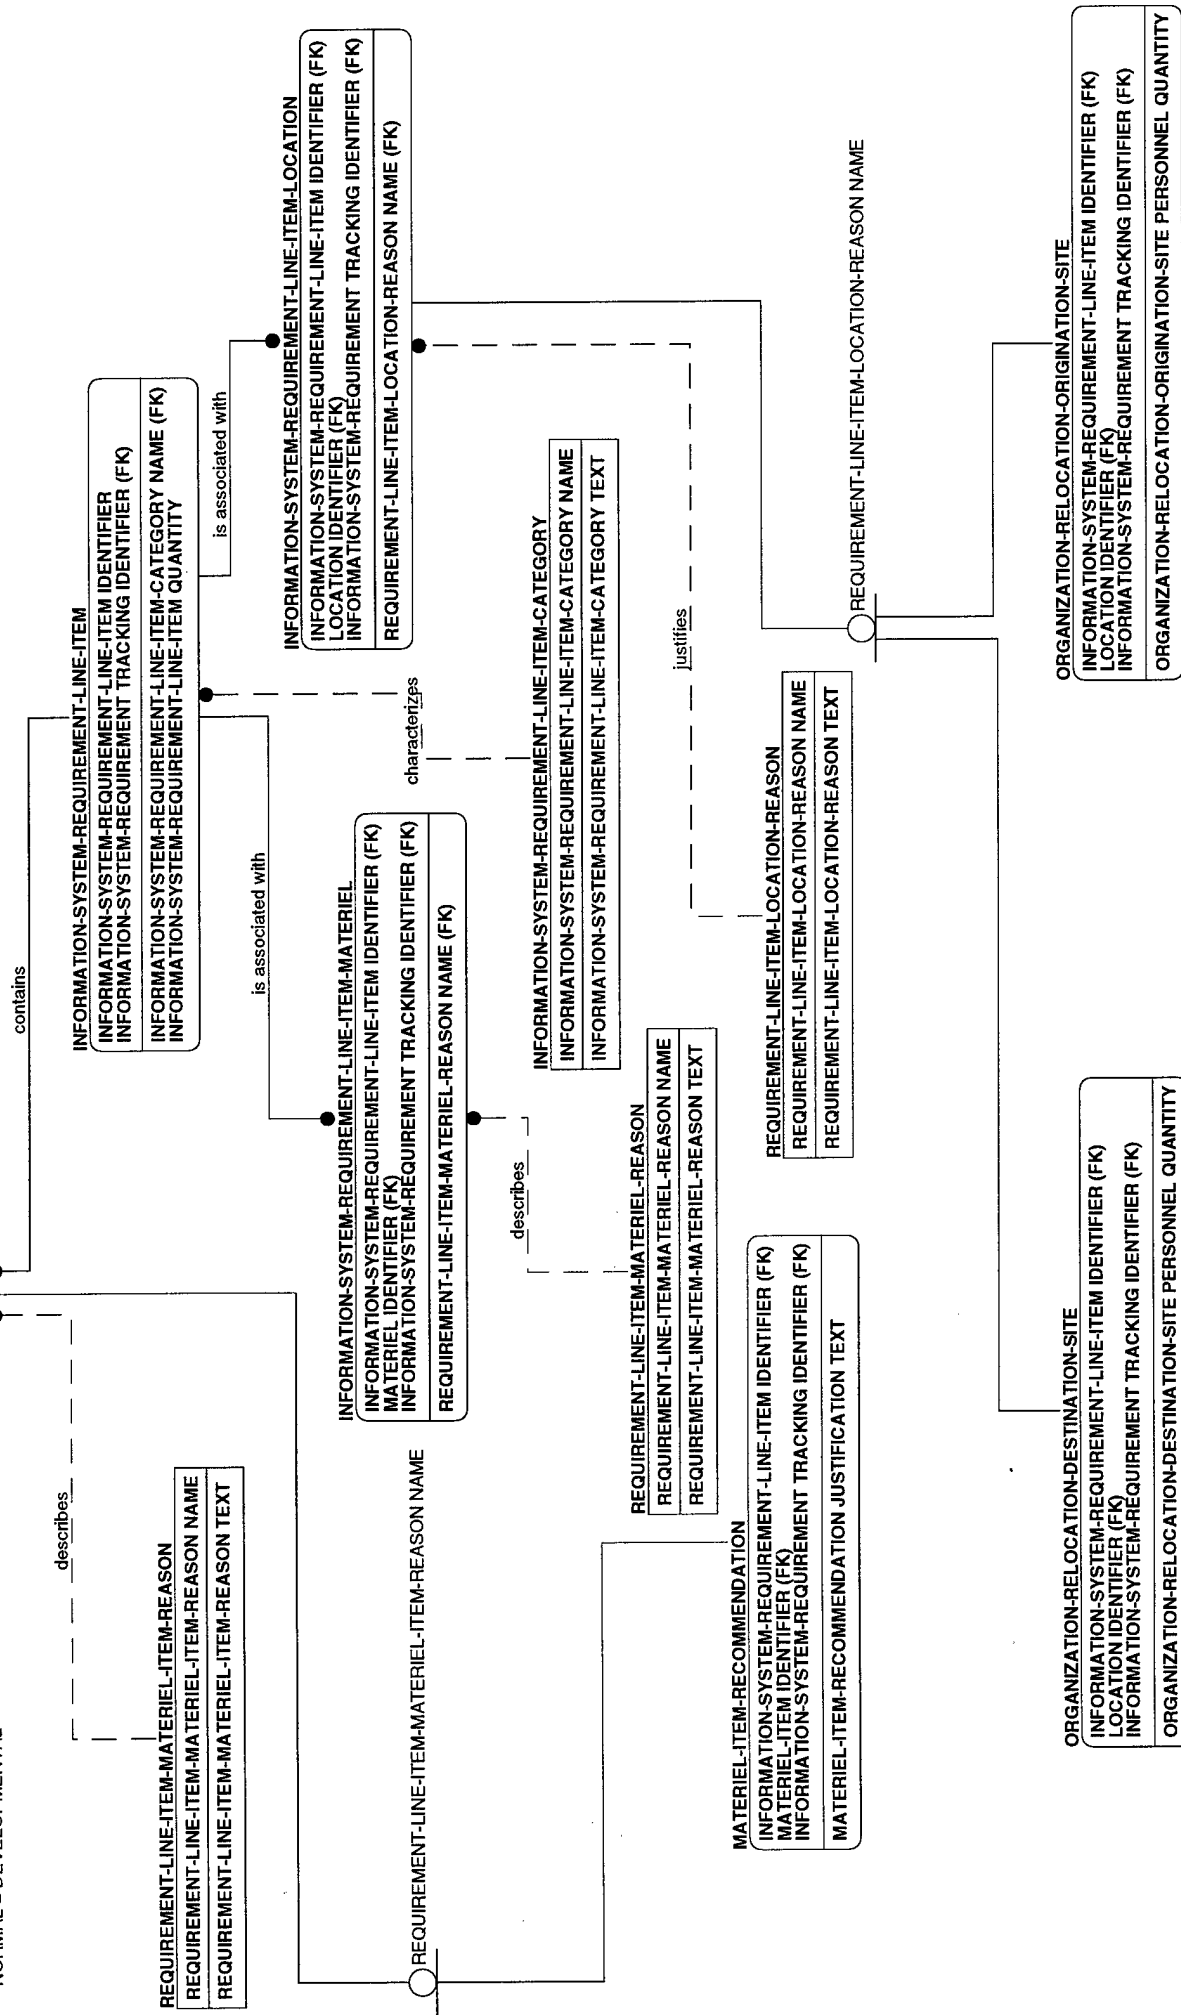 NORMAL = DEVELOPMENTAL
describes
contains
REQUIREMENT-LINE-ITEM-MATERIEL-ITEM-REASON
REQUIREMENT-LINE-ITEM-MATERIEL-ITEM-REASON NAME
REQUIREMENT-LINE-ITEM-MATERIEL-ITEM-REASON TEXT
INFORMATION-SYSTEM-REQUIREMENT-LINE-ITEM
INFORMATION-SYSTEM-REQUIREMENT-LINE-ITEM IDENTIFIER
INFORMATION-SYSTEM-REQUIREMENT TRACKING IDENTIFIER (FK)
INFORMATION-SYSTEM-REQUIREMENT-LINE-ITEM-CATEGORY NAME (FK)
INFORMATION-SYSTEM-REQUIREMENT-LINE-ITEM QUANTITY
is associated with
is associated with
INFORMATION-SYSTEM-REQUIREMENT-LINE-ITEM-LOCATION
INFORMATION-SYSTEM-REQUIREMENT-LINE-ITEM IDENTIFIER (FK)
LOCATION IDENTIFIER (FK)
INFORMATION-SYSTEM-REQUIREMENT TRACKING IDENTIFIER (FK)
REQUIREMENT-LINE-ITEM-LOCATION-REASON NAME (FK)
INFORMATION-SYSTEM-REQUIREMENT-LINE-ITEM-MATERIEL
INFORMATION-SYSTEM-REQUIREMENT-LINE-ITEM IDENTIFIER (FK)
MATERIEL IDENTIFIER (FK)
INFORMATION-SYSTEM-REQUIREMENT TRACKING IDENTIFIER (FK)
REQUIREMENT-LINE-ITEM-MATERIEL-REASON NAME (FK)
characterizes
REQUIREMENT-LINE-ITEM-MATERIEL-ITEM-REASON NAME
describes
INFORMATION-SYSTEM-REQUIREMENT-LINE-ITEM-CATEGORY
INFORMATION-SYSTEM-REQUIREMENT-LINE-ITEM-CATEGORY NAME
INFORMATION-SYSTEM-REQUIREMENT-LINE-ITEM-CATEGORY TEXT
REQUIREMENT-LINE-ITEM-MATERIEL-REASON
REQUIREMENT-LINE-ITEM-MATERIEL-REASON NAME
REQUIREMENT-LINE-ITEM-MATERIEL-REASON TEXT
justifies
MATERIEL-ITEM-RECOMMENDATION
INFORMATION-SYSTEM-REQUIREMENT-LINE-ITEM IDENTIFIER (FK)
MATERIEL-ITEM IDENTIFIER (FK)
INFORMATION-SYSTEM-REQUIREMENT TRACKING IDENTIFIER (FK)
MATERIEL-ITEM-RECOMMENDATION JUSTIFICATION TEXT
REQUIREMENT-LINE-ITEM-LOCATION-REASON
REQUIREMENT-LINE-ITEM-LOCATION-REASON NAME
REQUIREMENT-LINE-ITEM-LOCATION-REASON TEXT
REQUIREMENT-LINE-ITEM-LOCATION-REASON NAME
ORGANIZATION-RELOCATION-DESTINATION-SITE
INFORMATION-SYSTEM-REQUIREMENT-LINE-ITEM IDENTIFIER (FK)
LOCATION IDENTIFIER (FK)
INFORMATION-SYSTEM-REQUIREMENT TRACKING IDENTIFIER (FK)
ORGANIZATION-RELOCATION-DESTINATION-SITE PERSONNEL QUANTITY
ORGANIZATION-RELOCATION-ORIGINATION-SITE
INFORMATION-SYSTEM-REQUIREMENT-LINE-ITEM IDENTIFIER (FK)
LOCATION IDENTIFIER (FK)
INFORMATION-SYSTEM-REQUIREMENT TRACKING IDENTIFIER (FK)
ORGANIZATION-RELOCATION-ORIGINATION-SITE PERSONNEL QUANTITY